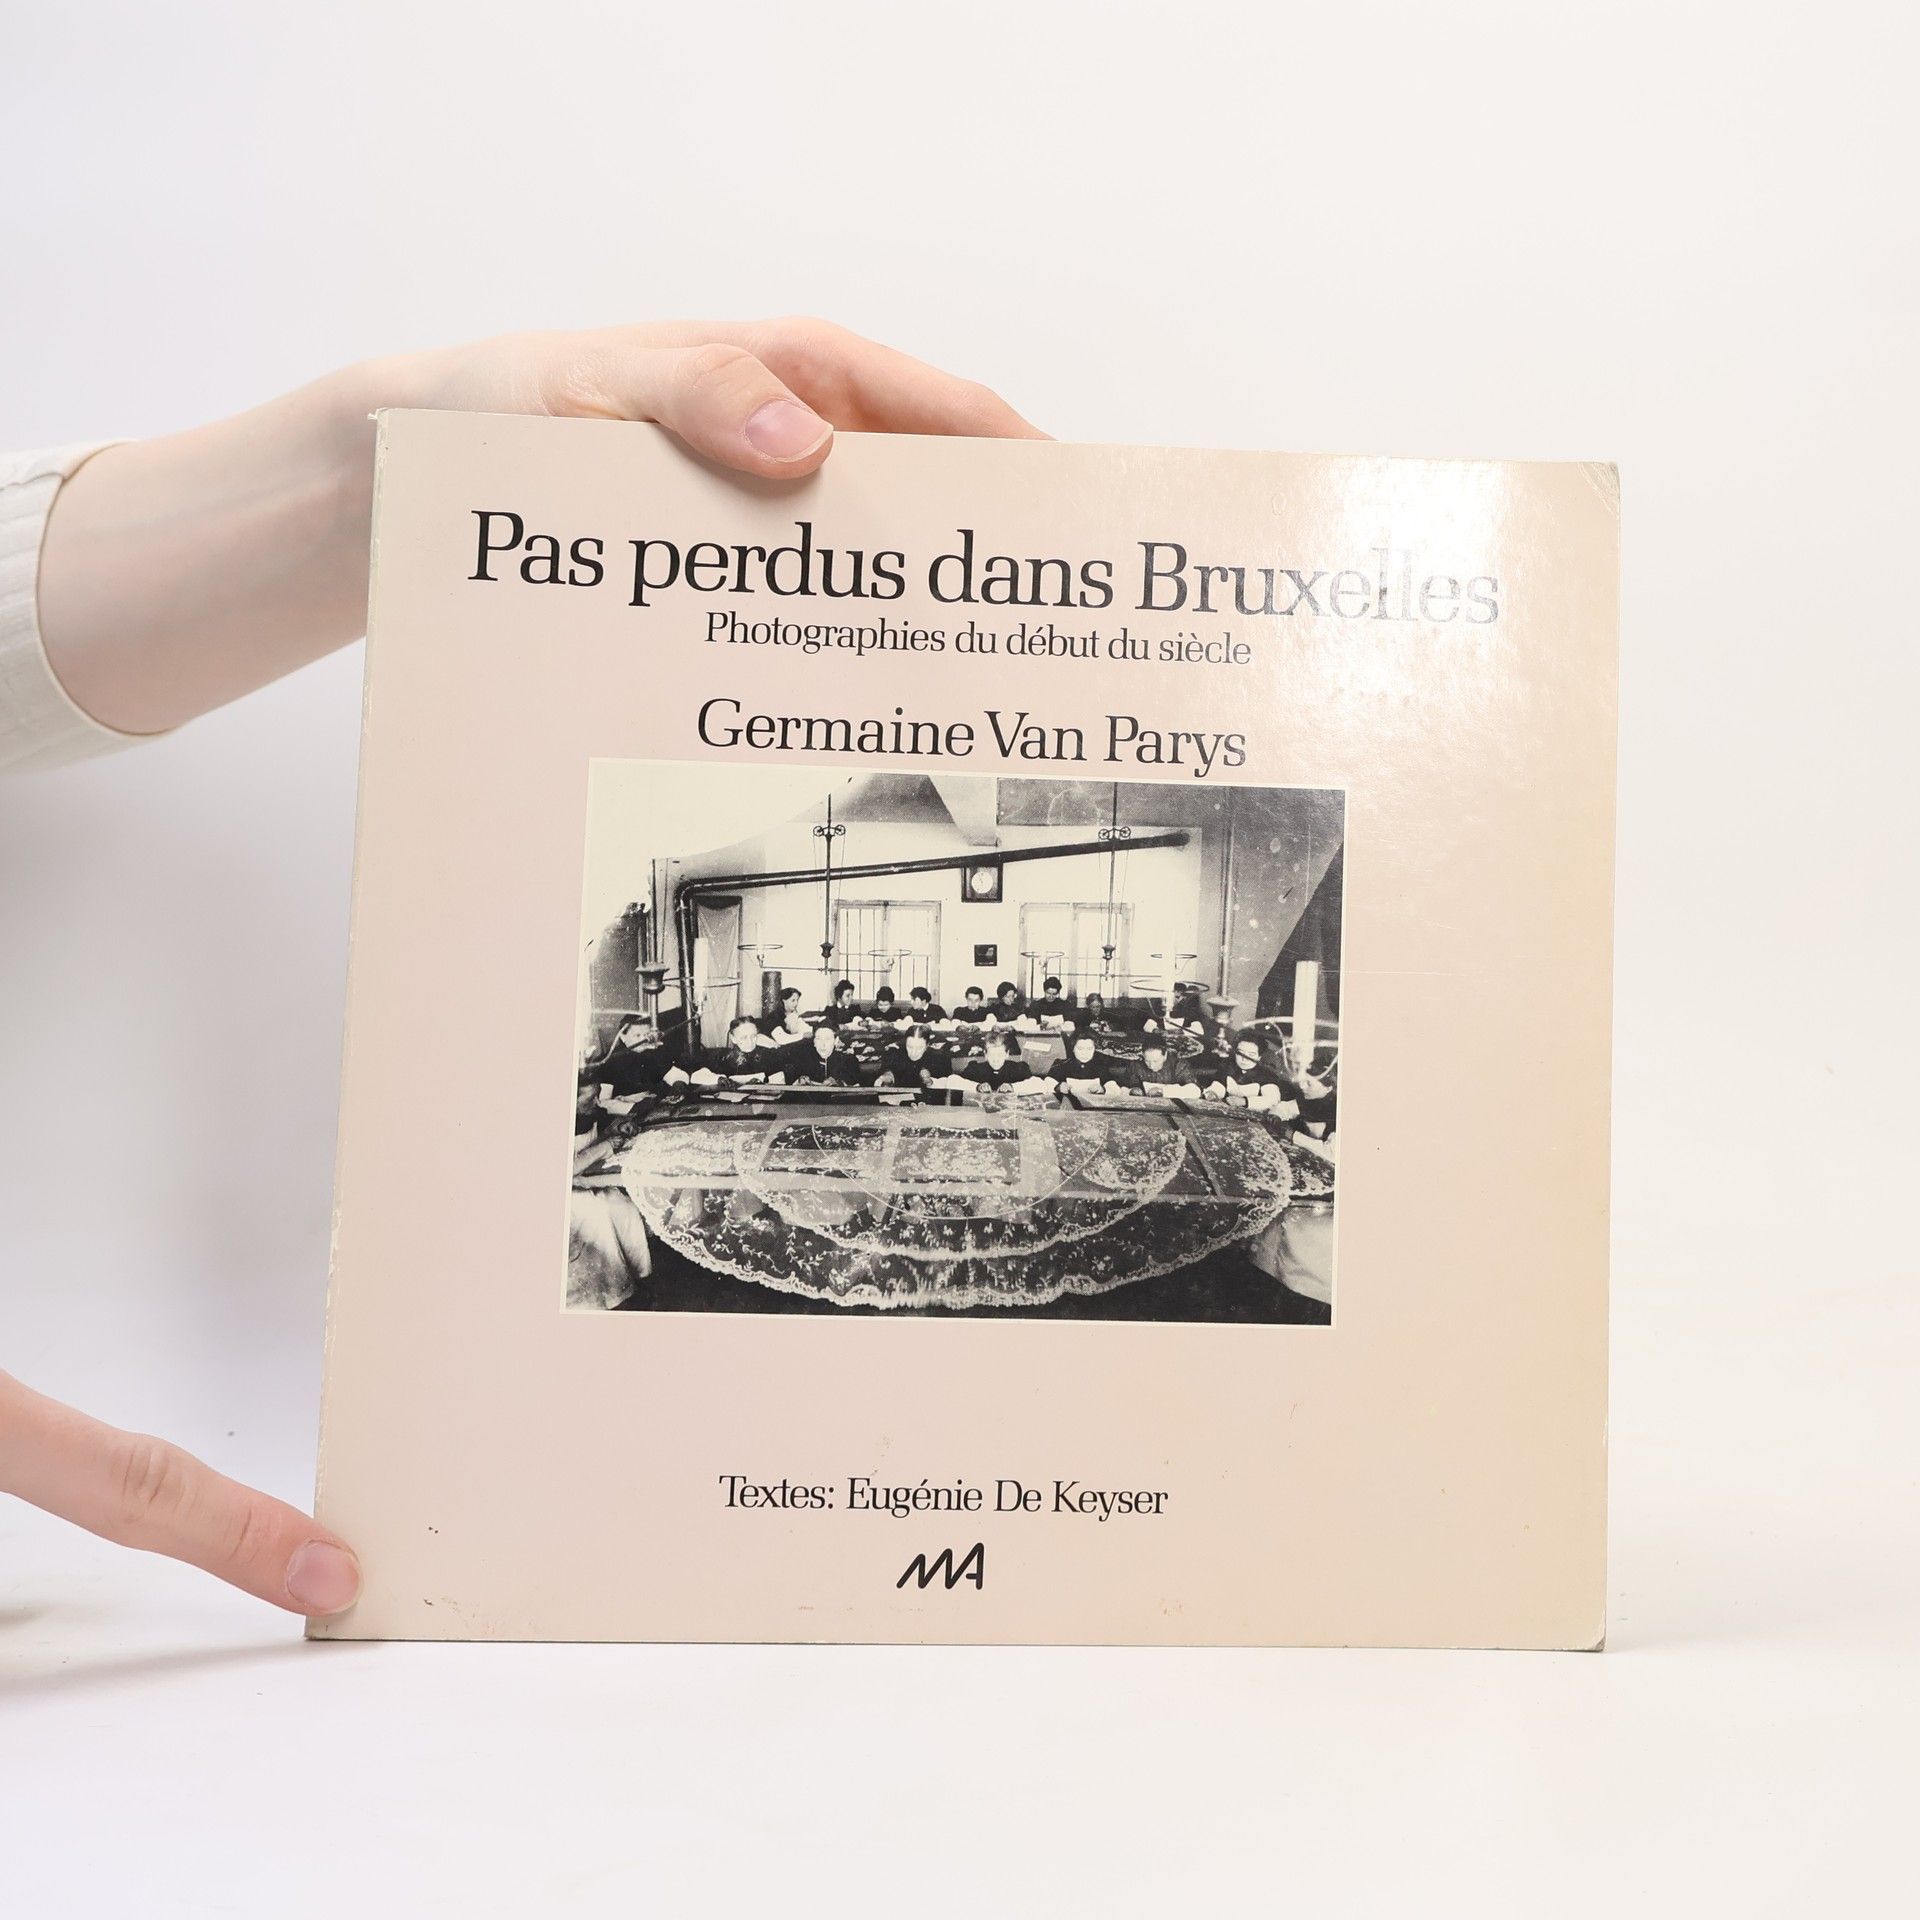 Pas perdus dans Bruxelles
Photographies du début du siècle
Germaine Van Parys
Textes: Eugénie De Keyser
MA